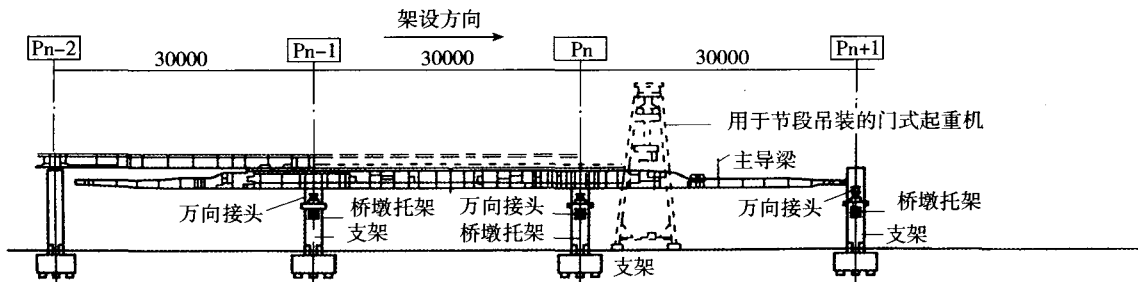 架设方向
Pn-2
Pn-1
Pn
Pn+1
30000
30000
30000
用于节段吊装的门式起重机
主导梁
万向接头
桥墩托架
支架
万向接头
桥墩托架
支架
万向接头
桥墩托架
支架